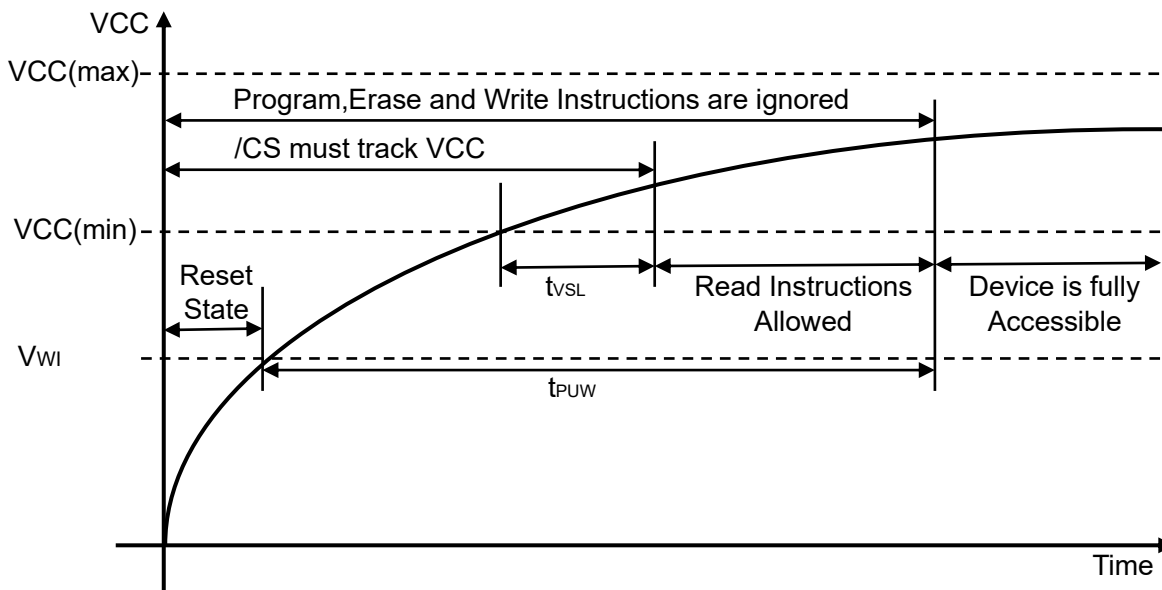 VCC
VCC(max)
Program,Erase and Write Instructions are ignored
/CS must track VCC
VCC(min)
Reset
State
tVSL
Read Instructions
Allowed
Device is fully
Accessible
VWI
tPUW
Time